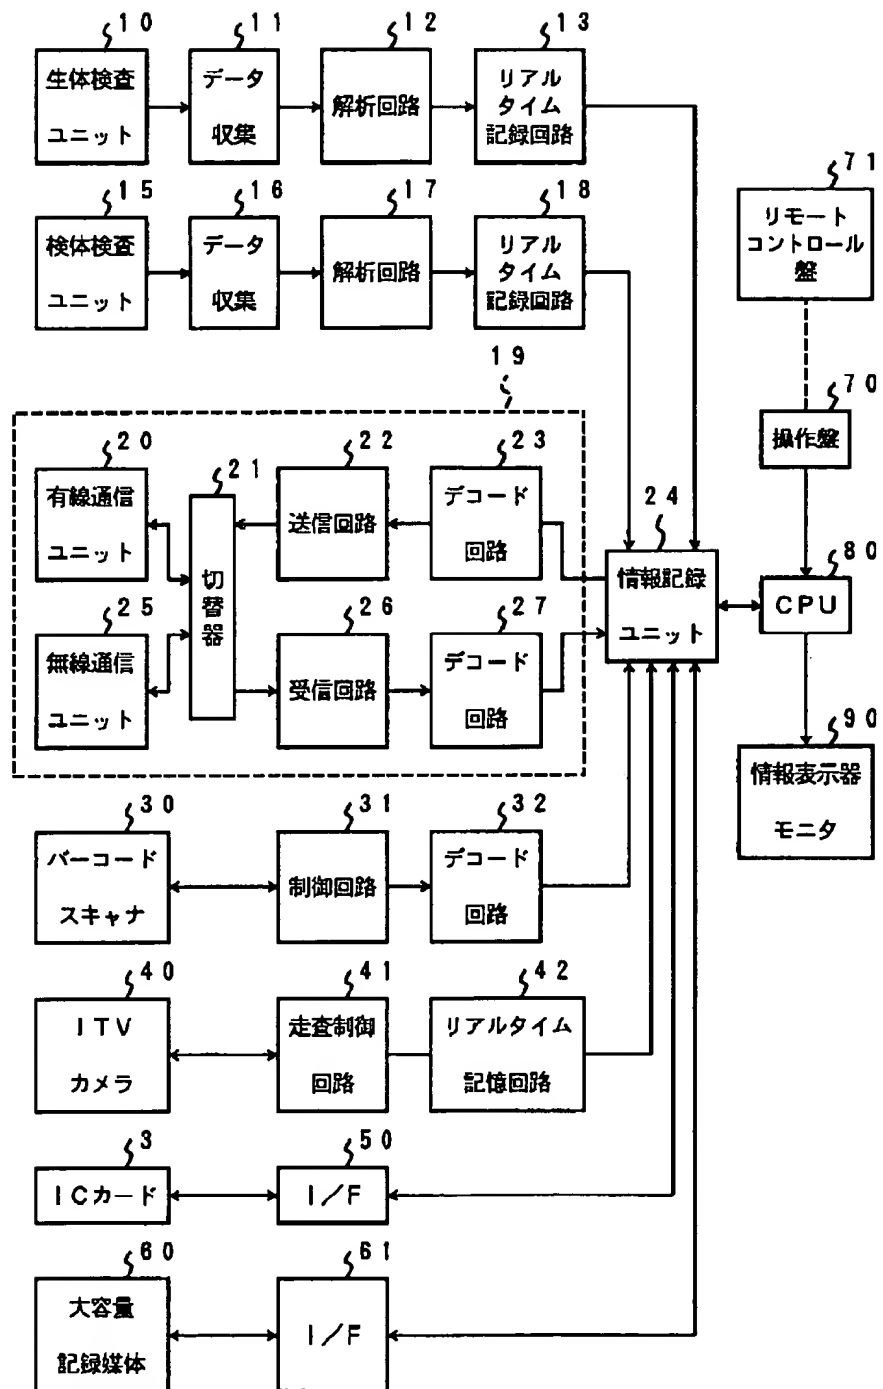 10
11
12
13
生体検査
ユニット
データ
収集
解析回路
リアル
タイム
記録回路
15
16
17
18
検体検査
ユニット
データ
収集
解析回路
リアル
タイム
記録回路
71
リモート
コントロール
盤
70
操作盤
19
20
有線通信
ユニット
21
切
替
器
22
送信回路
23
デコード
回路
25
無線通信
ユニット
26
受信回路
27
デコード
回路
24
情報記録
ユニット
80
CPU
90
情報表示器
モニタ
30
バーコード
スキャナ
31
制御回路
32
デコード
回路
40
ITV
カメラ
41
走査制御
回路
42
リアルタイム
記憶回路
3
ICカード
50
I/F
60
大容量
記録媒体
61
I/F